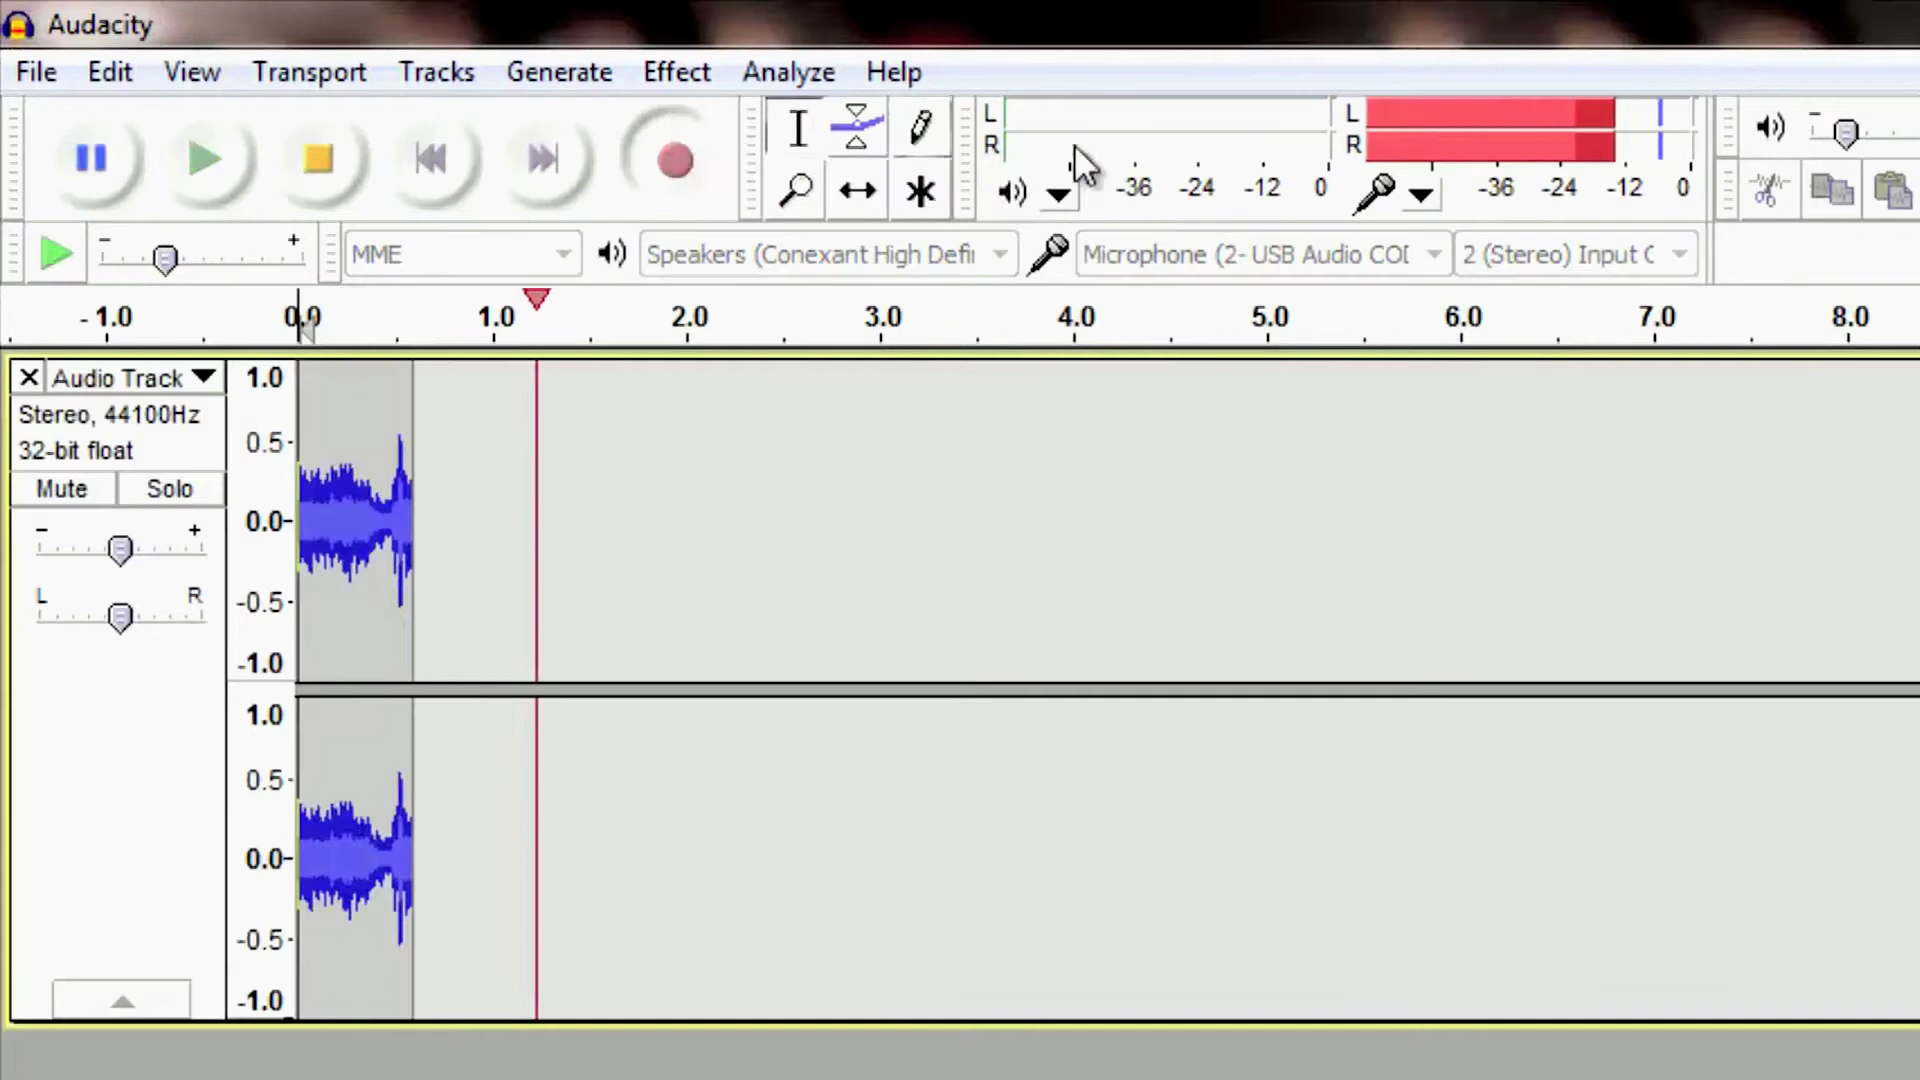 Audacity
File Edit View Transport Tracks Generate Effect Analyze Help
L
R
-36 -24 -12 0
L
R
-36 -24 -12 0
- +
MME
Speakers (Conexant High Defi
Microphone (2- USB Audio COD
2 (Stereo) Input C
- 1.0 0.0 1.0 2.0 3.0 4.0 5.0 6.0 7.0 8.0
X Audio Track
Stereo, 44100Hz
32-bit float
Mute Solo
- +
L R
1.0
0.5
0.0
-0.5
-1.0
1.0
0.5
0.0
-0.5
-1.0